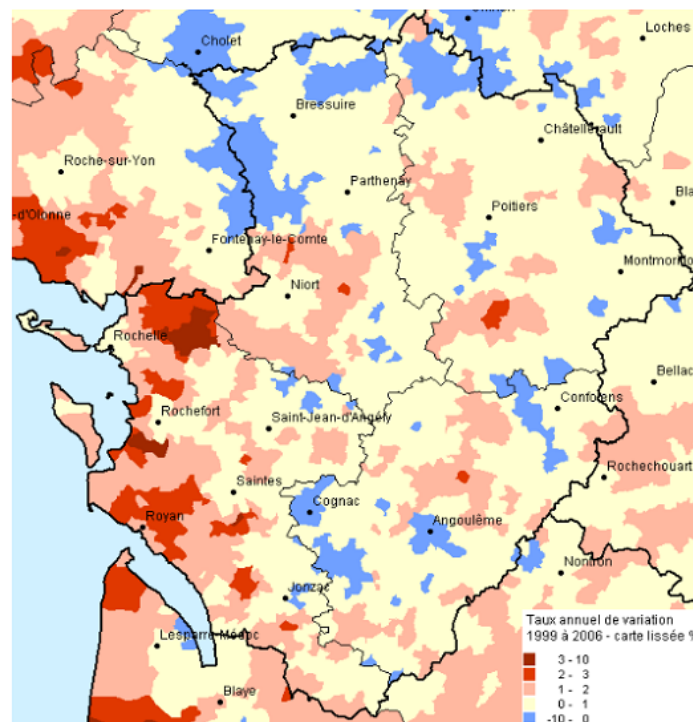 Cholet
Loches
Bressuire
Châtellerault
Roche-sur-Yon
Parthenay
-d'Olonne
Poitiers
Fontenay-le-Comte
Montmorillo
Niort
Rochelle
Bellac
Confolens
Rochefort
Saint-Jean-d'Angély
Rochechouart
Saintes
Cognac
Royan
Angoulême
Nontron
Jonzac
Lesparre-Médoc
Blaye
Taux annuel de variation
1999 à 2006 - carte lissée %
3 - 10
2 - 3
1 - 2
0 - 1
-10 - 0